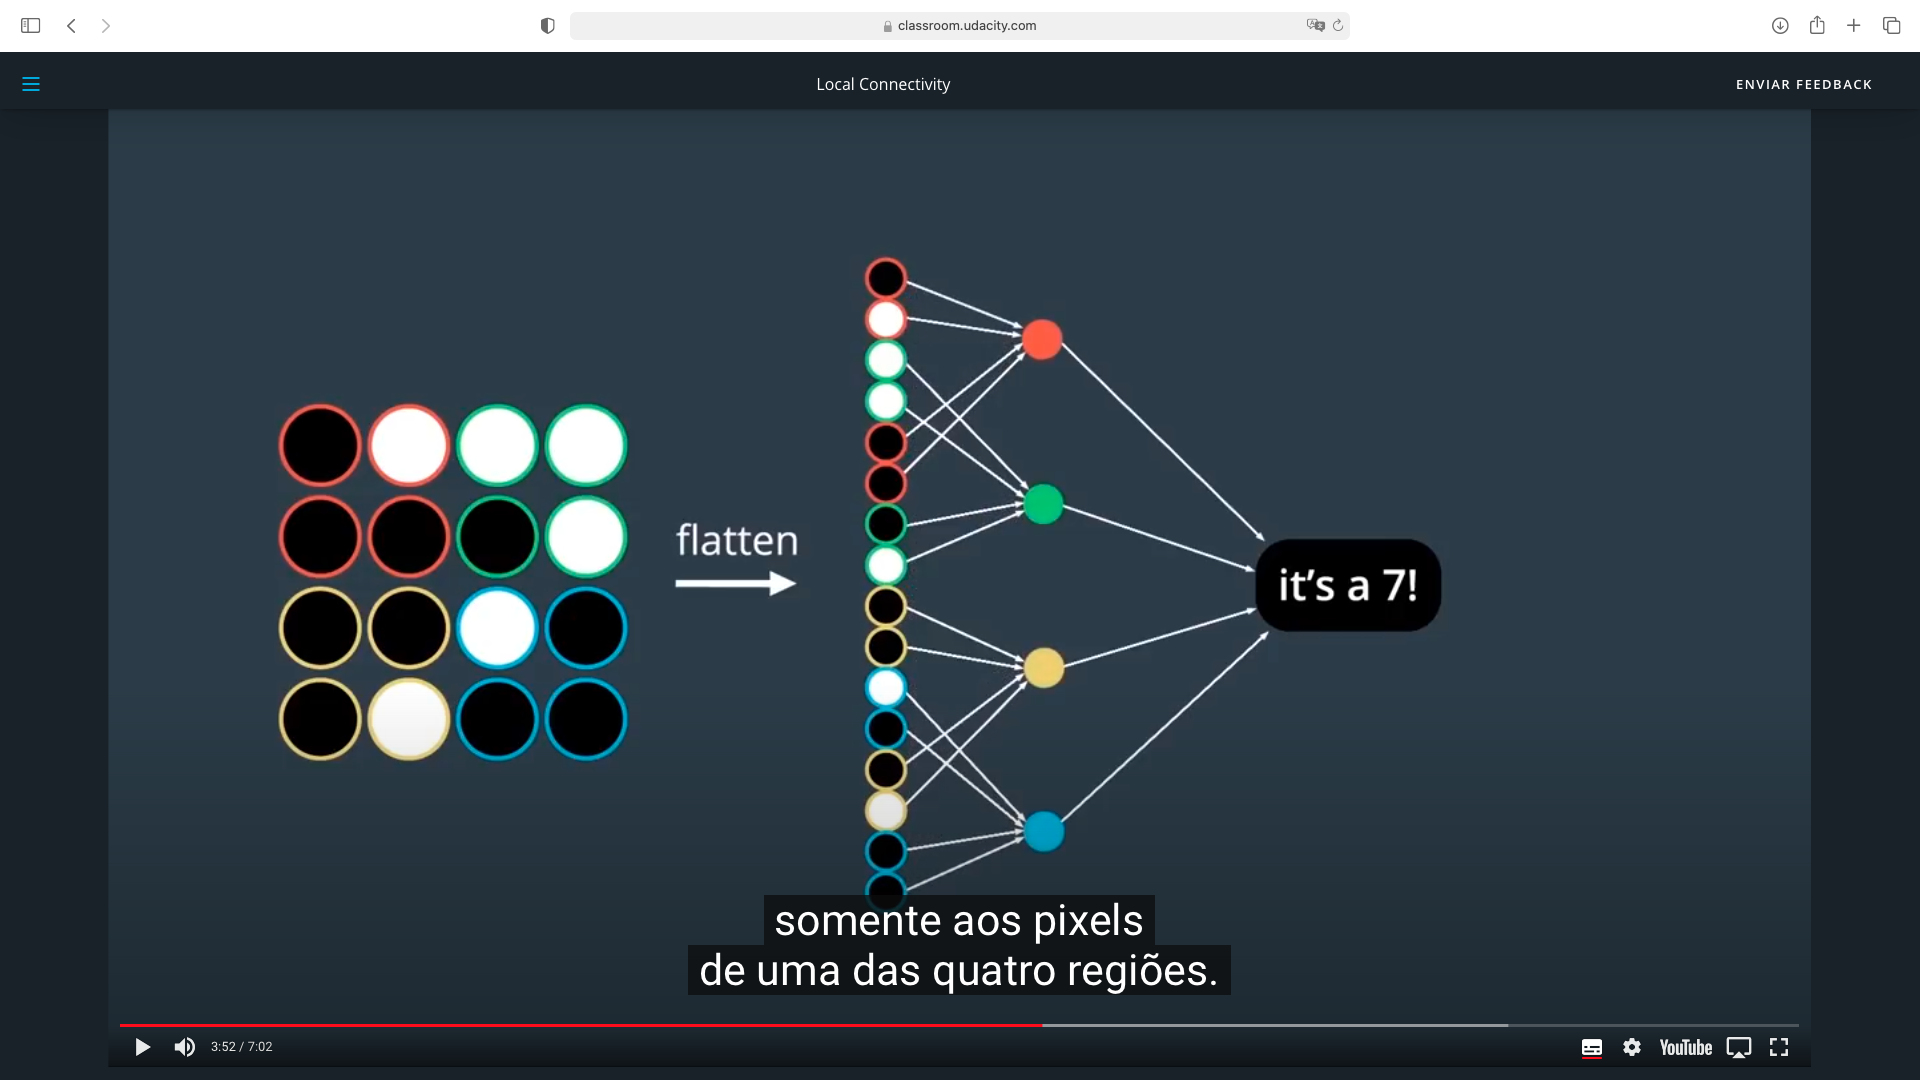 classroom.udacity.com
Local Connectivity
ENVIAR FEEDBACK
flatten
it's a 7!
somente aos pixels
de uma das quatro regiões.
3:52 / 7:02
YouTube